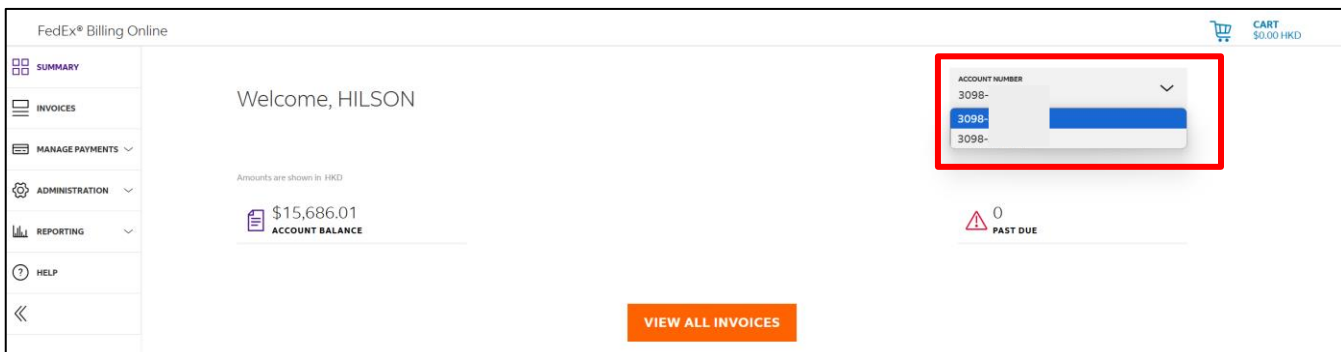 FedEx® Billing Online
CART
$0.00 HKD
SUMMARY
INVOICES
MANAGE PAYMENTS
ADMINISTRATION
REPORTING
HELP
Welcome, HILSON
ACCOUNT NUMBER
3098-
3098-
3098-
Amounts are shown in HKD
$15,686.01
ACCOUNT BALANCE
0
PAST DUE
VIEW ALL INVOICES